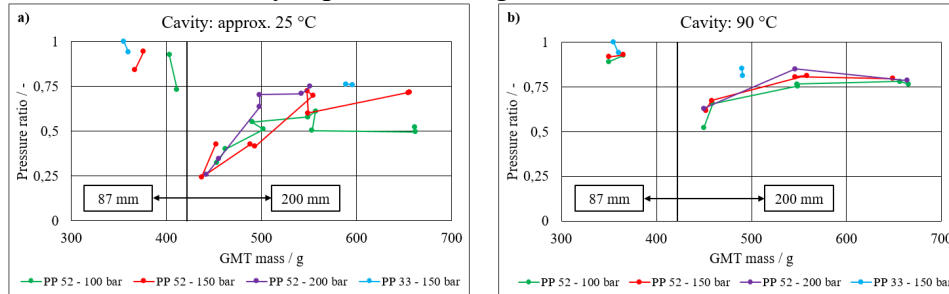 a)
Cavity: approx. 25 °C
Pressure ratio / -
1
0,75
0,5
0,25
0
87 mm
200 mm
300 400 500 600 700
GMT mass / g
PP 52 - 100 bar PP 52 - 150 bar PP 52 - 200 bar PP 33 - 150 bar
b)
Cavity: 90 °C
Pressure ratio / -
1
0,75
0,5
0,25
0
87 mm
200 mm
300 400 500 600 700
GMT mass / g
PP 52 - 100 bar PP 52 - 150 bar PP 52 - 200 bar PP 33 - 150 bar